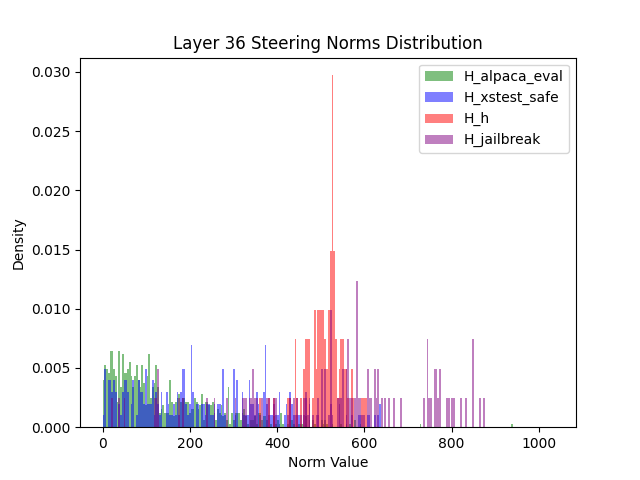 Layer 36 Steering Norms Distribution
H_alpaca_eval
H_xstest_safe
H_h
H_jailbreak
0.030
0.025
0.020
0.015
0.010
0.005
0.000
Density
0 200 400 600 800 1000
Norm Value